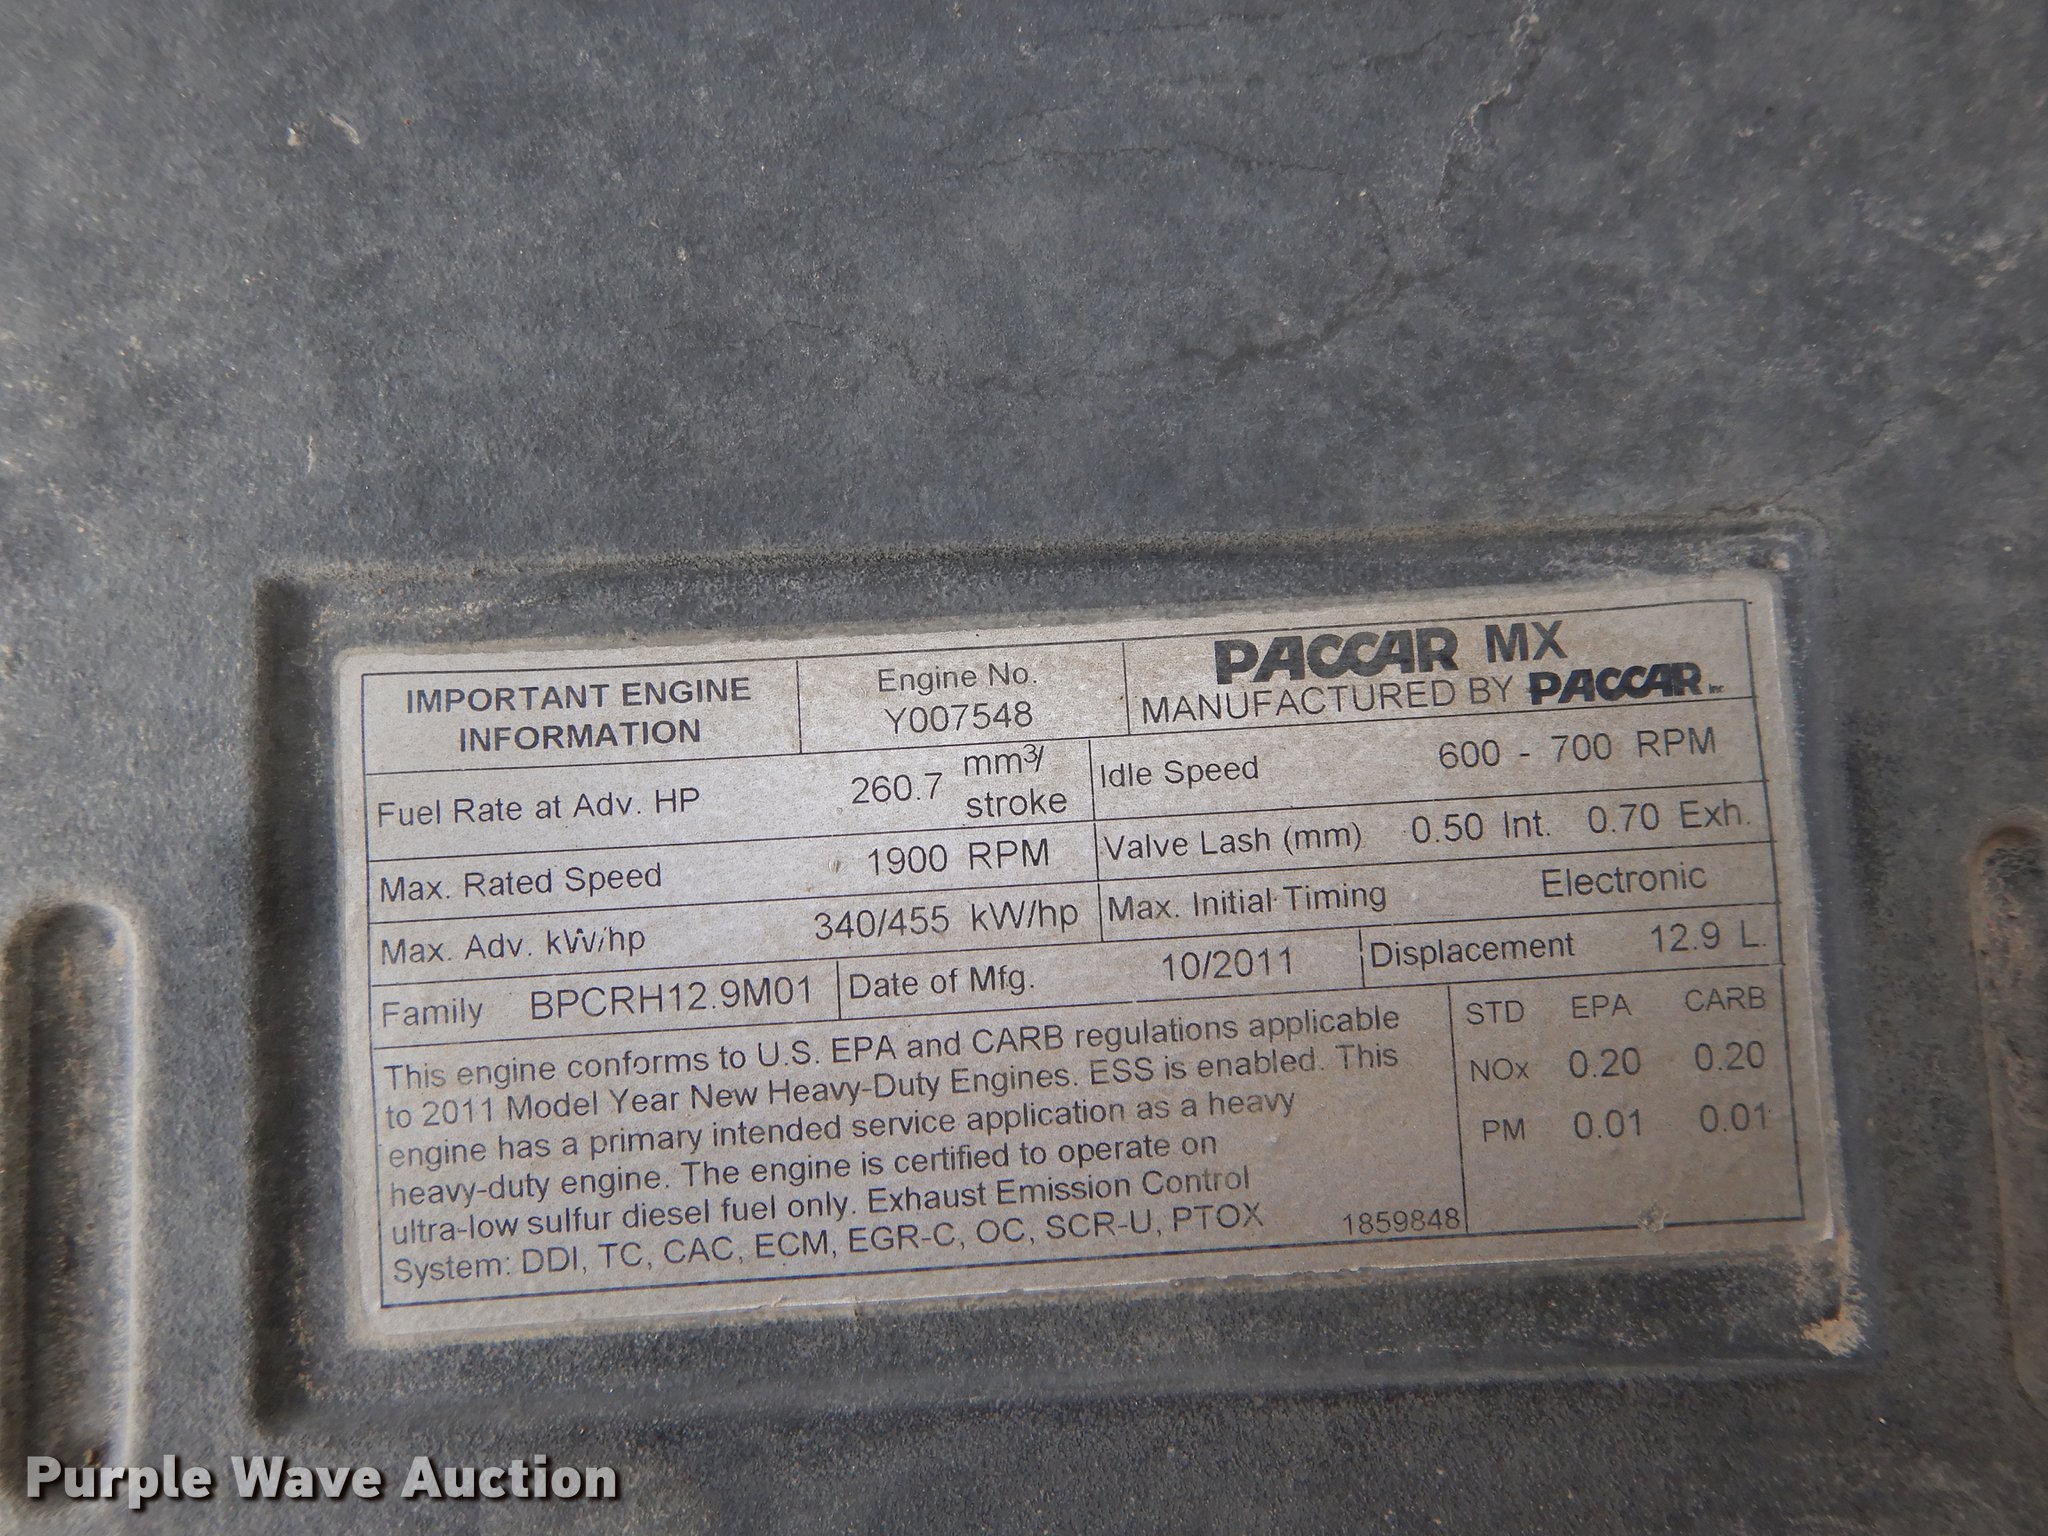 IMPORTANT ENGINE
INFORMATION
Engine No.
Y007548
PACCAR MX
MANUFACTURED BY PACCAR Inc
Fuel Rate at Adv. HP 260.7 mm³/
stroke
Idle Speed 600 - 700 RPM
Max. Rated Speed 1900 RPM
Valve Lash (mm) 0.50 Int. 0.70 Exh.
Max. Adv. kW/hp 340/455 kW/hp
Max. Initial Timing Electronic
Family BPCRH12.9M01
Date of Mfg. 10/2011
Displacement 12.9 L.
This engine conforms to U.S. EPA and CARB regulations applicable
to 2011 Model Year New Heavy-Duty Engines. ESS is enabled. This
engine has a primary intended service application as a heavy
heavy-duty engine. The engine is certified to operate on
ultra-low sulfur diesel fuel only. Exhaust Emission Control
System: DDI, TC, CAC, ECM, EGR-C, OC, SCR-U, PTOX
1859848
STD EPA CARB
NOx 0.20 0.20
PM 0.01 0.01
Purple Wave Auction